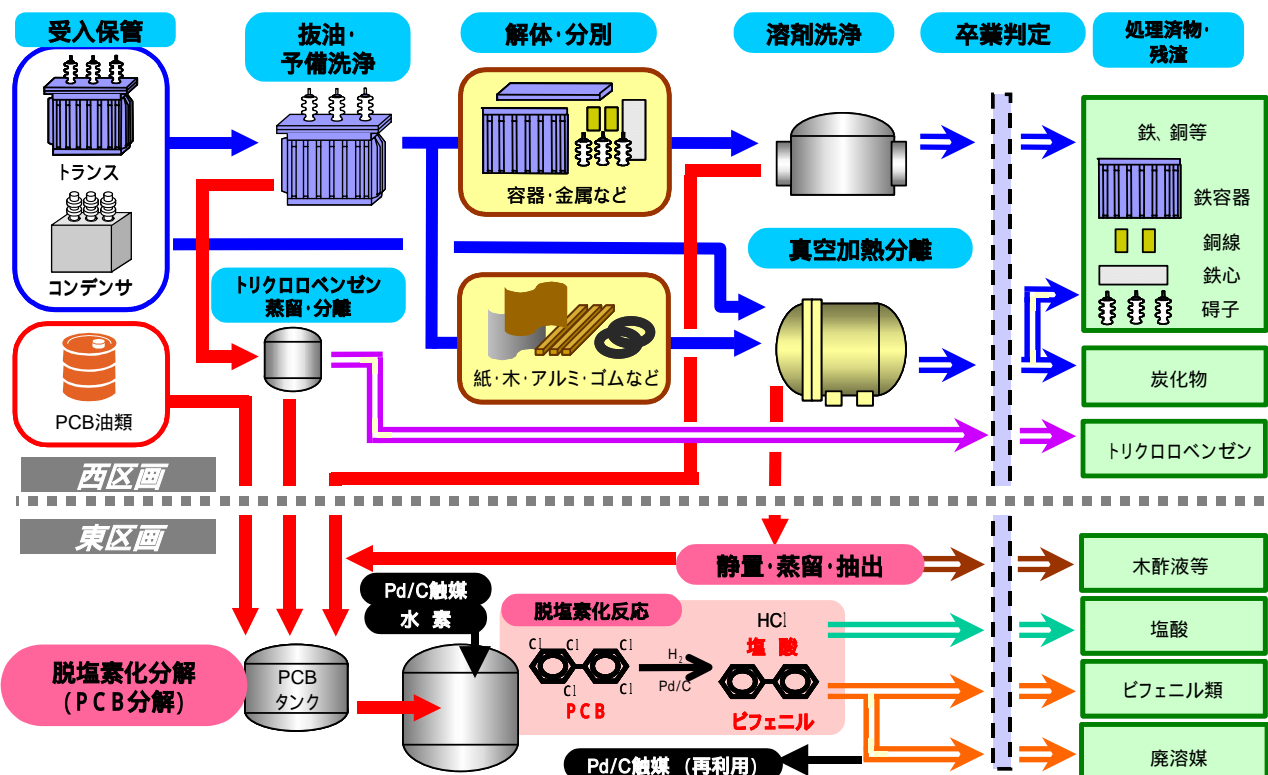 受入保管
抜油・
予備洗浄
解体・分別
溶剤洗浄
卒業判定
処理済物・
残渣
トランス
コンデンサ
容器・金属など
鉄、銅等
鉄容器
銅線
鉄心
碍子
真空加熱分離
トリクロロベンゼン
蒸留・分離
PCB油類
紙・木・アルミ・ゴムなど
炭化物
トリクロロベンゼン
西区画
東区画
静置・蒸留・抽出
木酢液等
Pd/C触媒
水 素
脱塩素化反応
Cl
Cl
Cl
Cl
Cl
Cl
PCB
H2
Pd/C
HCl
塩 酸
ビフェニル
塩酸
脱塩素化分解
(PCB分解)
PCB
タンク
ビフェニル類
Pd/C触媒 (再利用)
廃溶媒